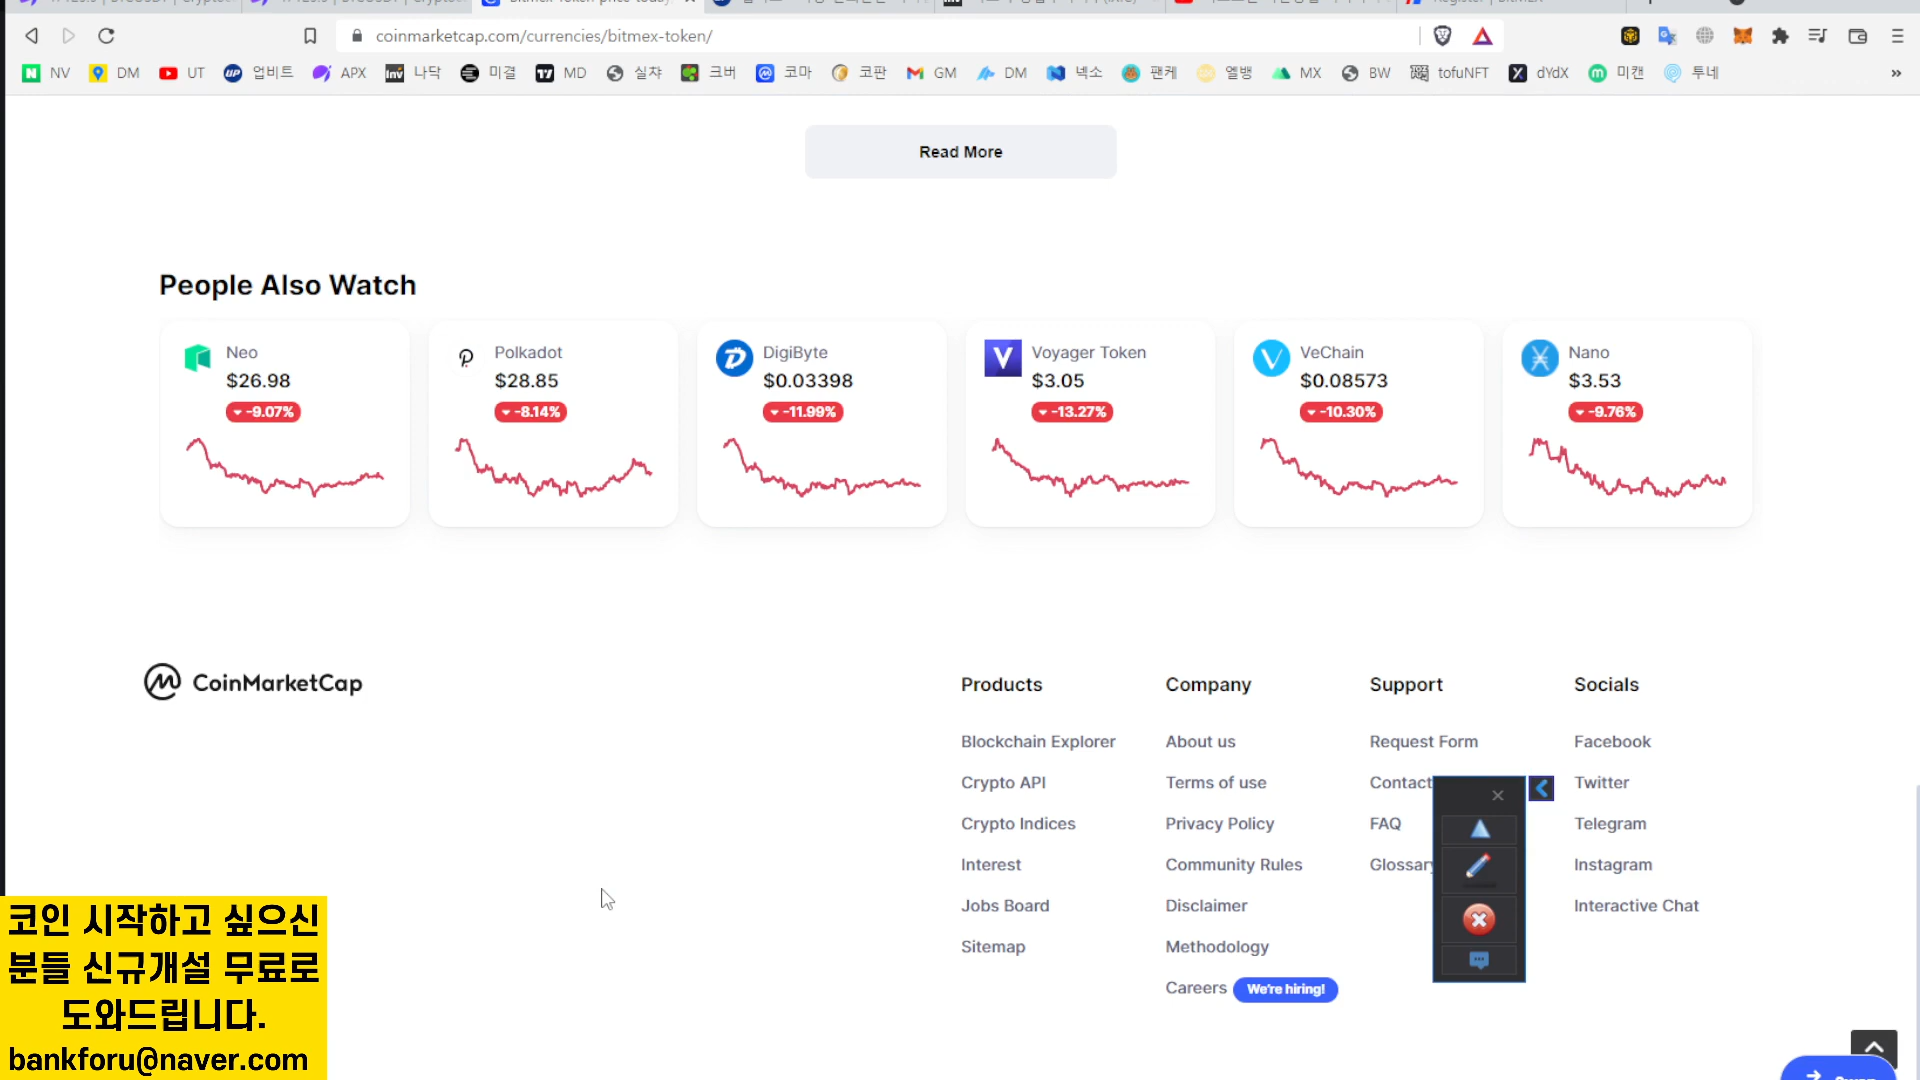 coinmarketcap.com/currencies/bitmex-token/
NV DM UT 업비트 APX 나닥 미결 MD 실차 크버 코마 코판 GM DM 넥소 팬케 엘뱅 MX BW tofuNFT dYdX 미캔 투네 »
Read More
People Also Watch
Neo
$26.98
-9.07%
Polkadot
$28.85
-8.14%
DigiByte
$0.03398
-11.99%
Voyager Token
$3.05
-13.27%
VeChain
$0.08573
-10.30%
Nano
$3.53
-9.76%
CoinMarketCap
Products
Blockchain Explorer
Crypto API
Crypto Indices
Interest
Jobs Board
Sitemap
Company
About us
Terms of use
Privacy Policy
Community Rules
Disclaimer
Methodology
Careers We're hiring!
Support
Request Form
Contact
FAQ
Glossary
Socials
Facebook
Twitter
Telegram
Instagram
Interactive Chat
코인 시작하고 싶으신
분들 신규개설 무료로
도와드립니다.
bankforu@naver.com